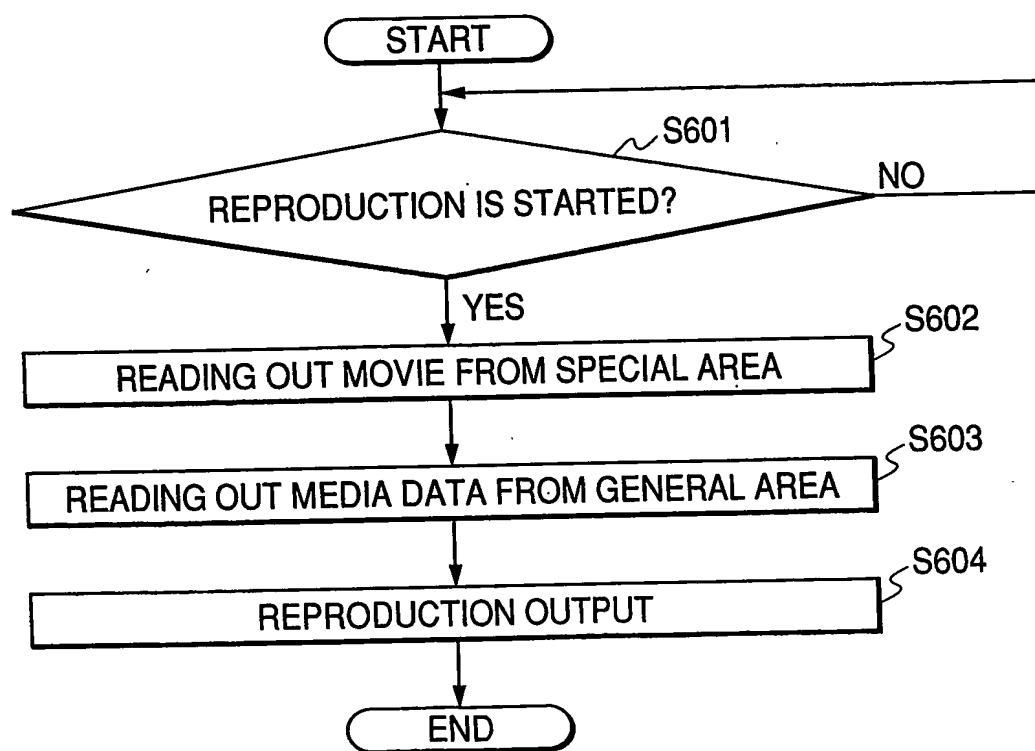 START
S601
REPRODUCTION IS STARTED?
NO
YES
S602
READING OUT MOVIE FROM SPECIAL AREA
S603
READING OUT MEDIA DATA FROM GENERAL AREA
S604
REPRODUCTION OUTPUT
END